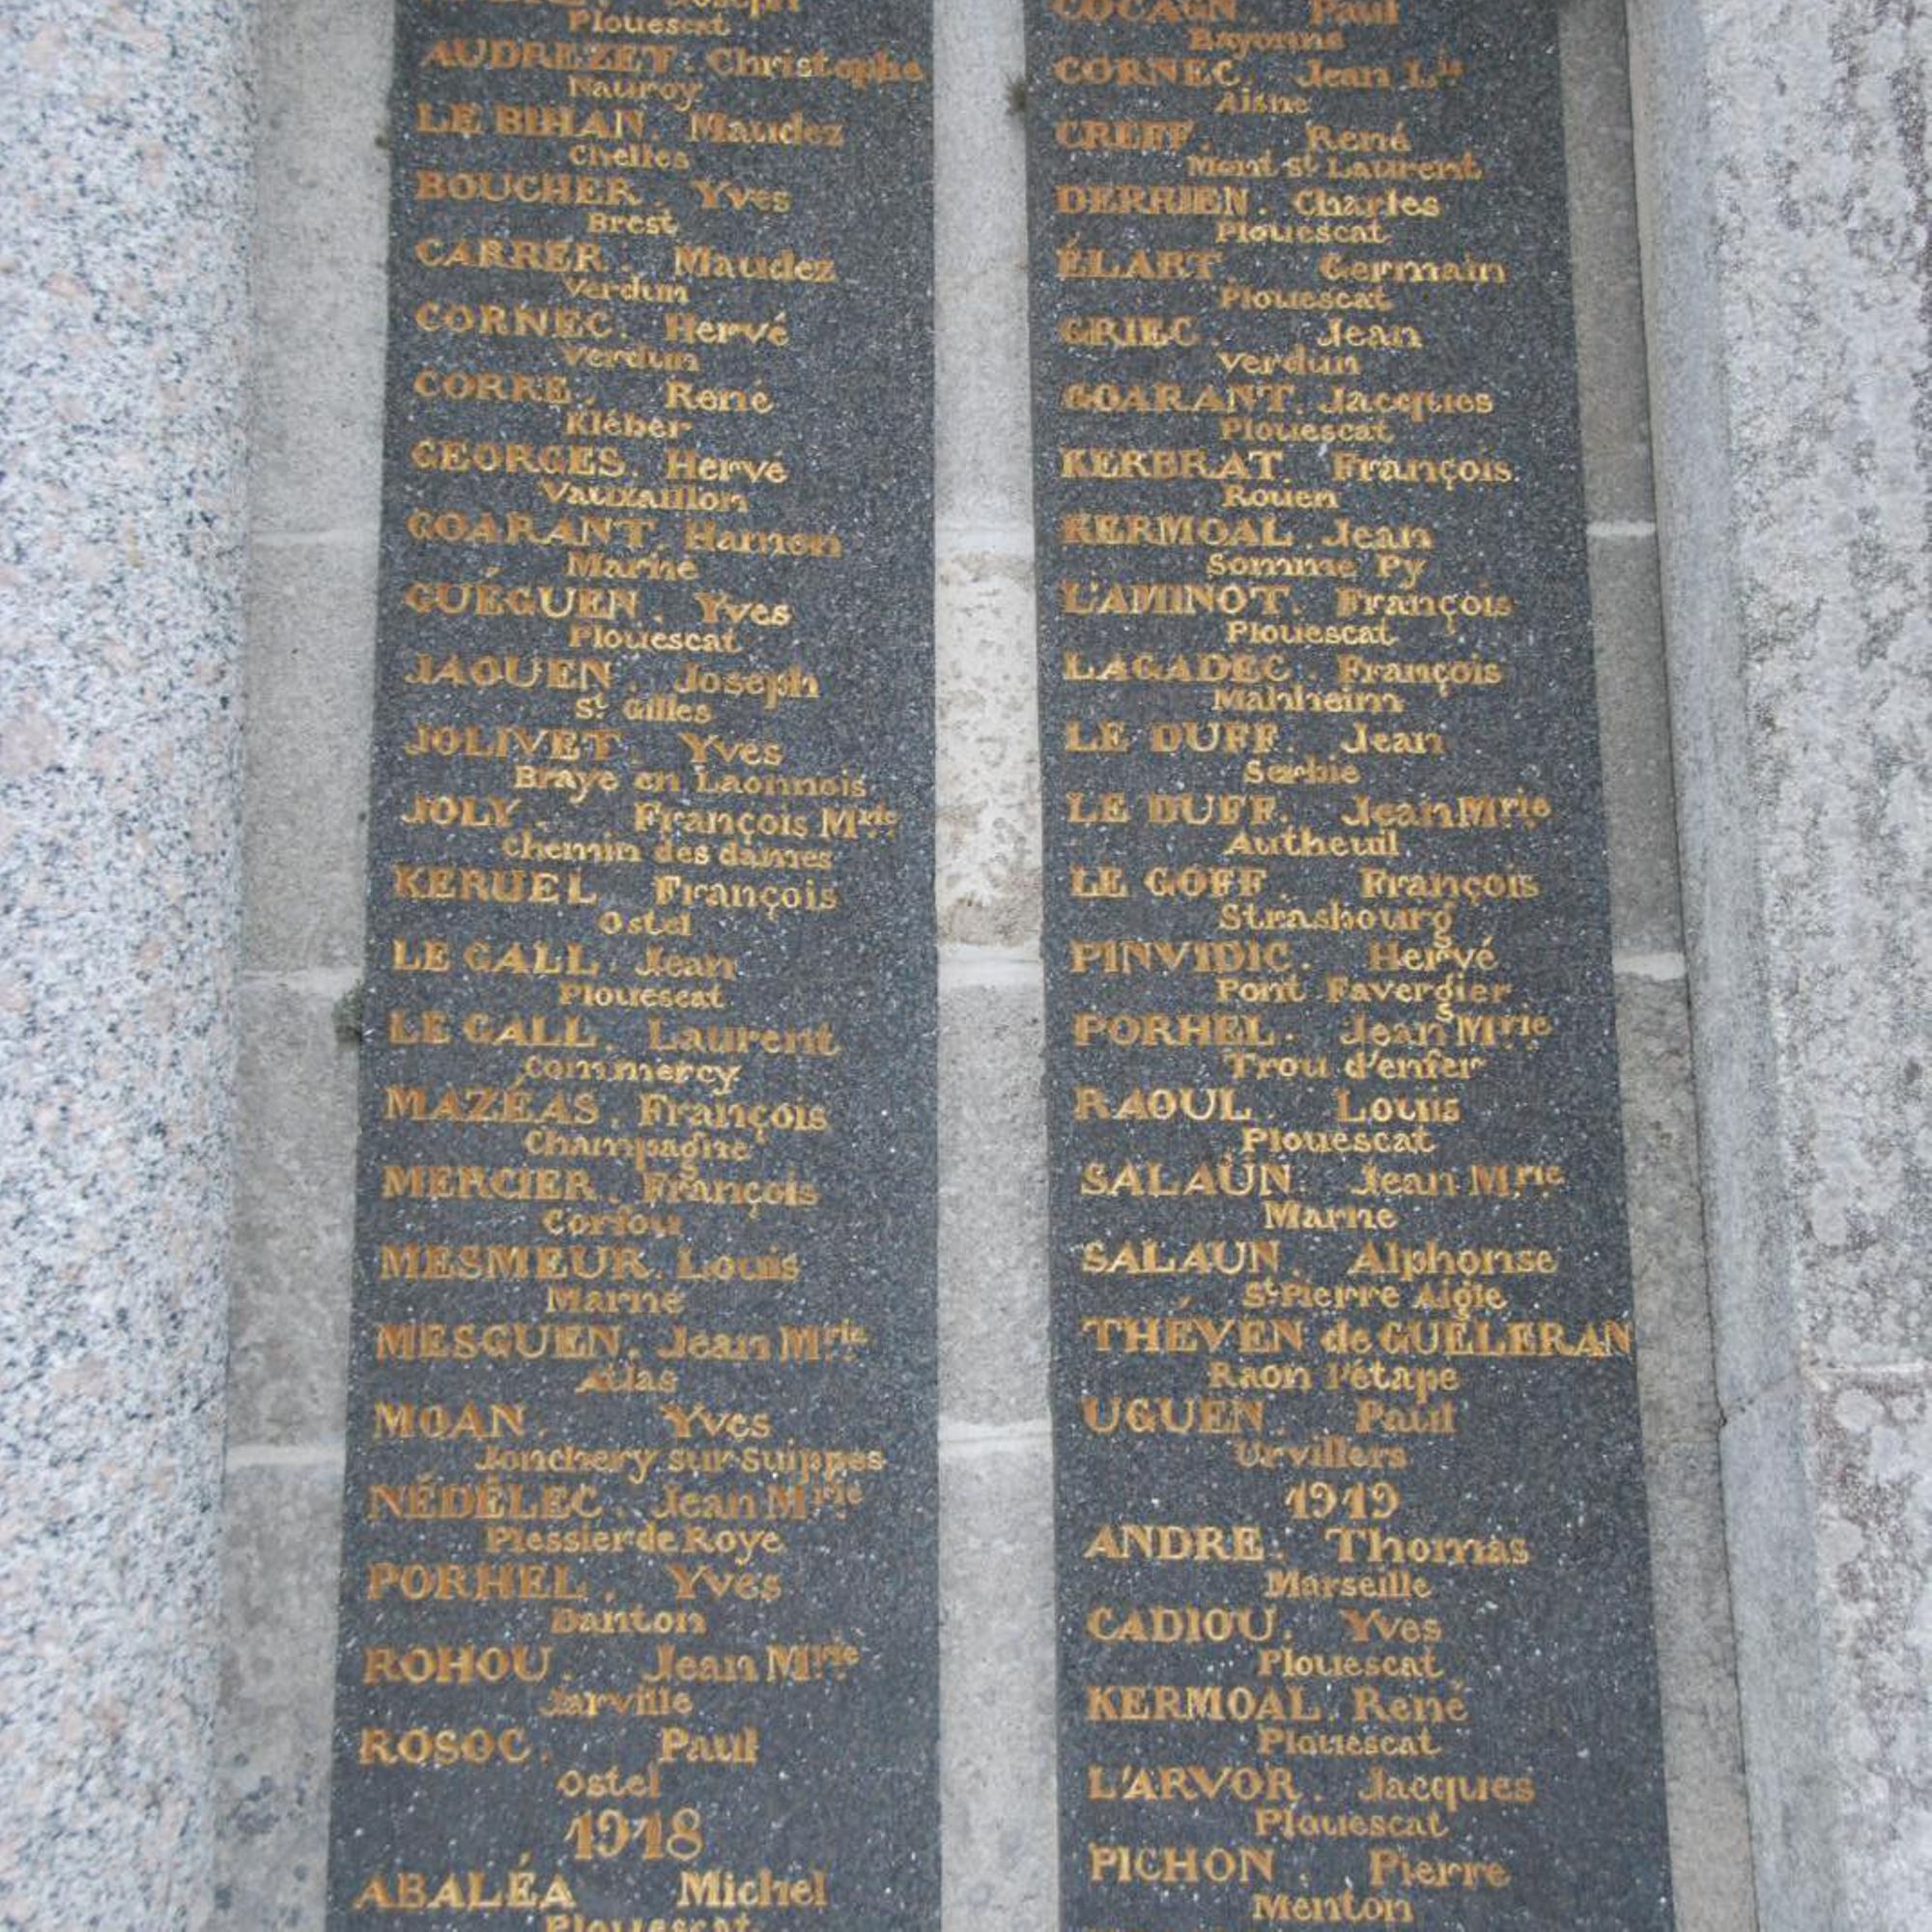 Joseph
Plouescat
AUDREZET. Christophe
Nauroy
LE BIHAN. Maudez
Chelles
BOUCHER. Yves
Brest
CARRER. Maudez
Verdun
CORNEC. Hervé
Verdun
CORRE. René
Kléber
GEORGES. Hervé
Vauxaillon
GOARANT. Hamon
Marne
GUÉGUEN. Yves
Plouescat
JAOUEN. Joseph
St Gilles
JOLIVET. Yves
Braye en Laonnois
JOLY. François Mrie
Chemin des dames
KERUEL François
Ostel
LE GALL. Jean
Plouescat
LE GALL. Laurent
Commercy
MAZÉAS. François
Champagne
MERCIER. François
Corfou
MESMEUR. Louis
Marne
MESGUEN. Jean Mrie
Atlas
MOAN. Yves
Jonchery sur Suippes
NÉDÉLEC. Jean Mrie
Plessier de Roye
PORHEL. Yves
Danton
ROHOU. Jean Mrie
Jarville
ROSOC. Paul
Ostel
1918
ABALÉA Michel
Plouescat
COCAGN. Paul
Bayonne
CORNEC. Jean Lis
Aisne
CREFF. René
Mont St Laurent
DERRIEN. Charles
Plouescat
ÉLART. Germain
Plouescat
GRIEC. Jean
Verdun
GOARANT. Jacques
Plouescat
KERBRAT. François.
Rouen
KERMOAL. Jean
Somme Py
L'AMINOT. François
Plouescat
LAGADEC. François
Manheim
LE DUFF. Jean
Serbie
LE DUFF. Jean Mrie
Autheuil
LE GOFF. François
Strasbourg
PINVIDIC. Hervé
Pont Favergier
PORHEL. Jean Mrie
Trou d'enfer
RAOUL. Louis
Plouescat
SALAÜN. Jean Mrie
Marne
SALAUN. Alphonse
St Pierre Aigle
THÉVEN de GUÉLERAN
Raon l'étape
UGUEN. Paul
Urvillers
1919
ANDRE. Thomas
Marseille
CADIOU. Yves
Plouescat
KERMOAL. René
Plouescat
L'ARVOR. Jacques
Plouescat
PICHON. Pierre
Menton